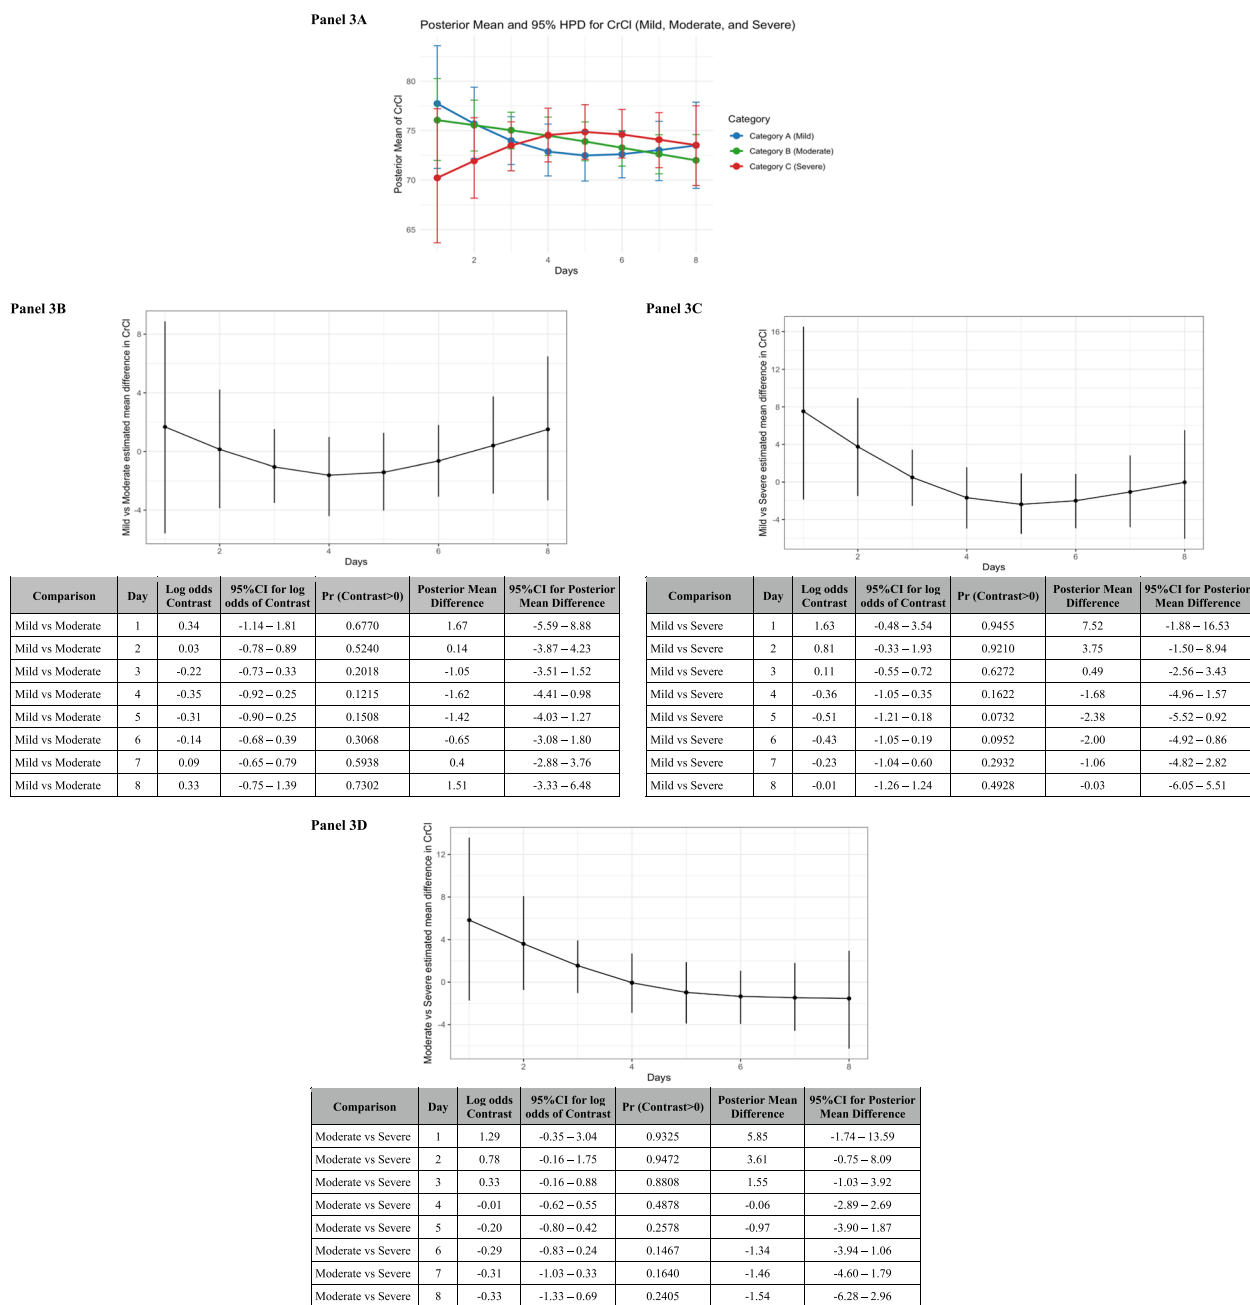 Panel 3A
Posterior Mean and 95% HPD for CrCl (Mild, Moderate, and Severe)
Posterior Mean of CrCl
80
75
70
65
2 4 6 8
Days
Category
Category A (Mild)
Category B (Moderate)
Category C (Severe)
Panel 3B
Mild vs Moderate estimated mean difference in CrCl
8
4
0
-4
2 4 6 8
Days
Comparison Day Log odds Contrast 95%CI for log odds of Contrast Pr (Contrast>0) Posterior Mean Difference 95%CI for Posterior Mean Difference
Mild vs Moderate 1 0.34 -1.14 – 1.81 0.6770 1.67 -5.59 – 8.88
Mild vs Moderate 2 0.03 -0.78 – 0.89 0.5240 0.14 -3.87 – 4.23
Mild vs Moderate 3 -0.22 -0.73 – 0.33 0.2018 -1.05 -3.51 – 1.52
Mild vs Moderate 4 -0.35 -0.92 – 0.25 0.1215 -1.62 -4.41 – 0.98
Mild vs Moderate 5 -0.31 -0.90 – 0.25 0.1508 -1.42 -4.03 – 1.27
Mild vs Moderate 6 -0.14 -0.68 – 0.39 0.3068 -0.65 -3.08 – 1.80
Mild vs Moderate 7 0.09 -0.65 – 0.79 0.5938 0.4 -2.88 – 3.76
Mild vs Moderate 8 0.33 -0.75 – 1.39 0.7302 1.51 -3.33 – 6.48
Panel 3C
Mild vs Severe estimated mean difference in CrCl
16
12
8
4
0
-4
2 4 6 8
Days
Comparison Day Log odds Contrast 95%CI for log odds of Contrast Pr (Contrast>0) Posterior Mean Difference 95%CI for Posterior Mean Difference
Mild vs Severe 1 1.63 -0.48 – 3.54 0.9455 7.52 -1.88 – 16.53
Mild vs Severe 2 0.81 -0.33 – 1.93 0.9210 3.75 -1.50 – 8.94
Mild vs Severe 3 0.11 -0.55 – 0.72 0.6272 0.49 -2.56 – 3.43
Mild vs Severe 4 -0.36 -1.05 – 0.35 0.1622 -1.68 -4.96 – 1.57
Mild vs Severe 5 -0.51 -1.21 – 0.18 0.0732 -2.38 -5.52 – 0.92
Mild vs Severe 6 -0.43 -1.05 – 0.19 0.0952 -2.00 -4.92 – 0.86
Mild vs Severe 7 -0.23 -1.04 – 0.60 0.2932 -1.06 -4.82 – 2.82
Mild vs Severe 8 -0.01 -1.26 – 1.24 0.4928 -0.03 -6.05 – 5.51
Panel 3D
Moderate vs Severe estimated mean difference in CrCl
12
8
4
0
-4
2 4 6 8
Days
Comparison Day Log odds Contrast 95%CI for log odds of Contrast Pr (Contrast>0) Posterior Mean Difference 95%CI for Posterior Mean Difference
Moderate vs Severe 1 1.29 -0.35 – 3.04 0.9325 5.85 -1.74 – 13.59
Moderate vs Severe 2 0.78 -0.16 – 1.75 0.9472 3.61 -0.75 – 8.09
Moderate vs Severe 3 0.33 -0.16 – 0.88 0.8808 1.55 -1.03 – 3.92
Moderate vs Severe 4 -0.01 -0.62 – 0.55 0.4878 -0.06 -2.89 – 2.69
Moderate vs Severe 5 -0.20 -0.80 – 0.42 0.2578 -0.97 -3.90 – 1.87
Moderate vs Severe 6 -0.29 -0.83 – 0.24 0.1467 -1.34 -3.94 – 1.06
Moderate vs Severe 7 -0.31 -1.03 – 0.33 0.1640 -1.46 -4.60 – 1.79
Moderate vs Severe 8 -0.33 -1.33 – 0.69 0.2405 -1.54 -6.28 – 2.96